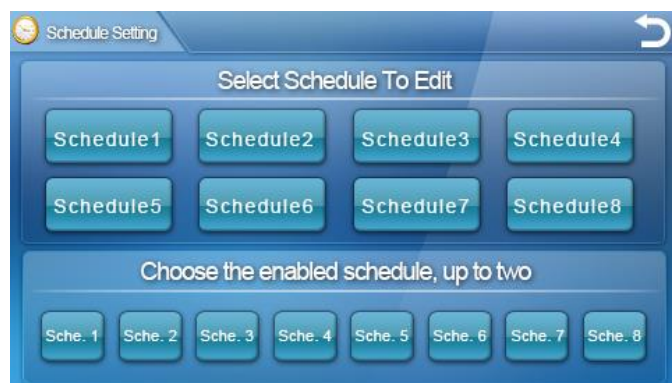 Schedule Setting
Select Schedule To Edit
Schedule1 Schedule2 Schedule3 Schedule4
Schedule5 Schedule6 Schedule7 Schedule8
Choose the enabled schedule, up to two
Sche. 1 Sche. 2 Sche. 3 Sche. 4 Sche. 5 Sche. 6 Sche. 7 Sche. 8